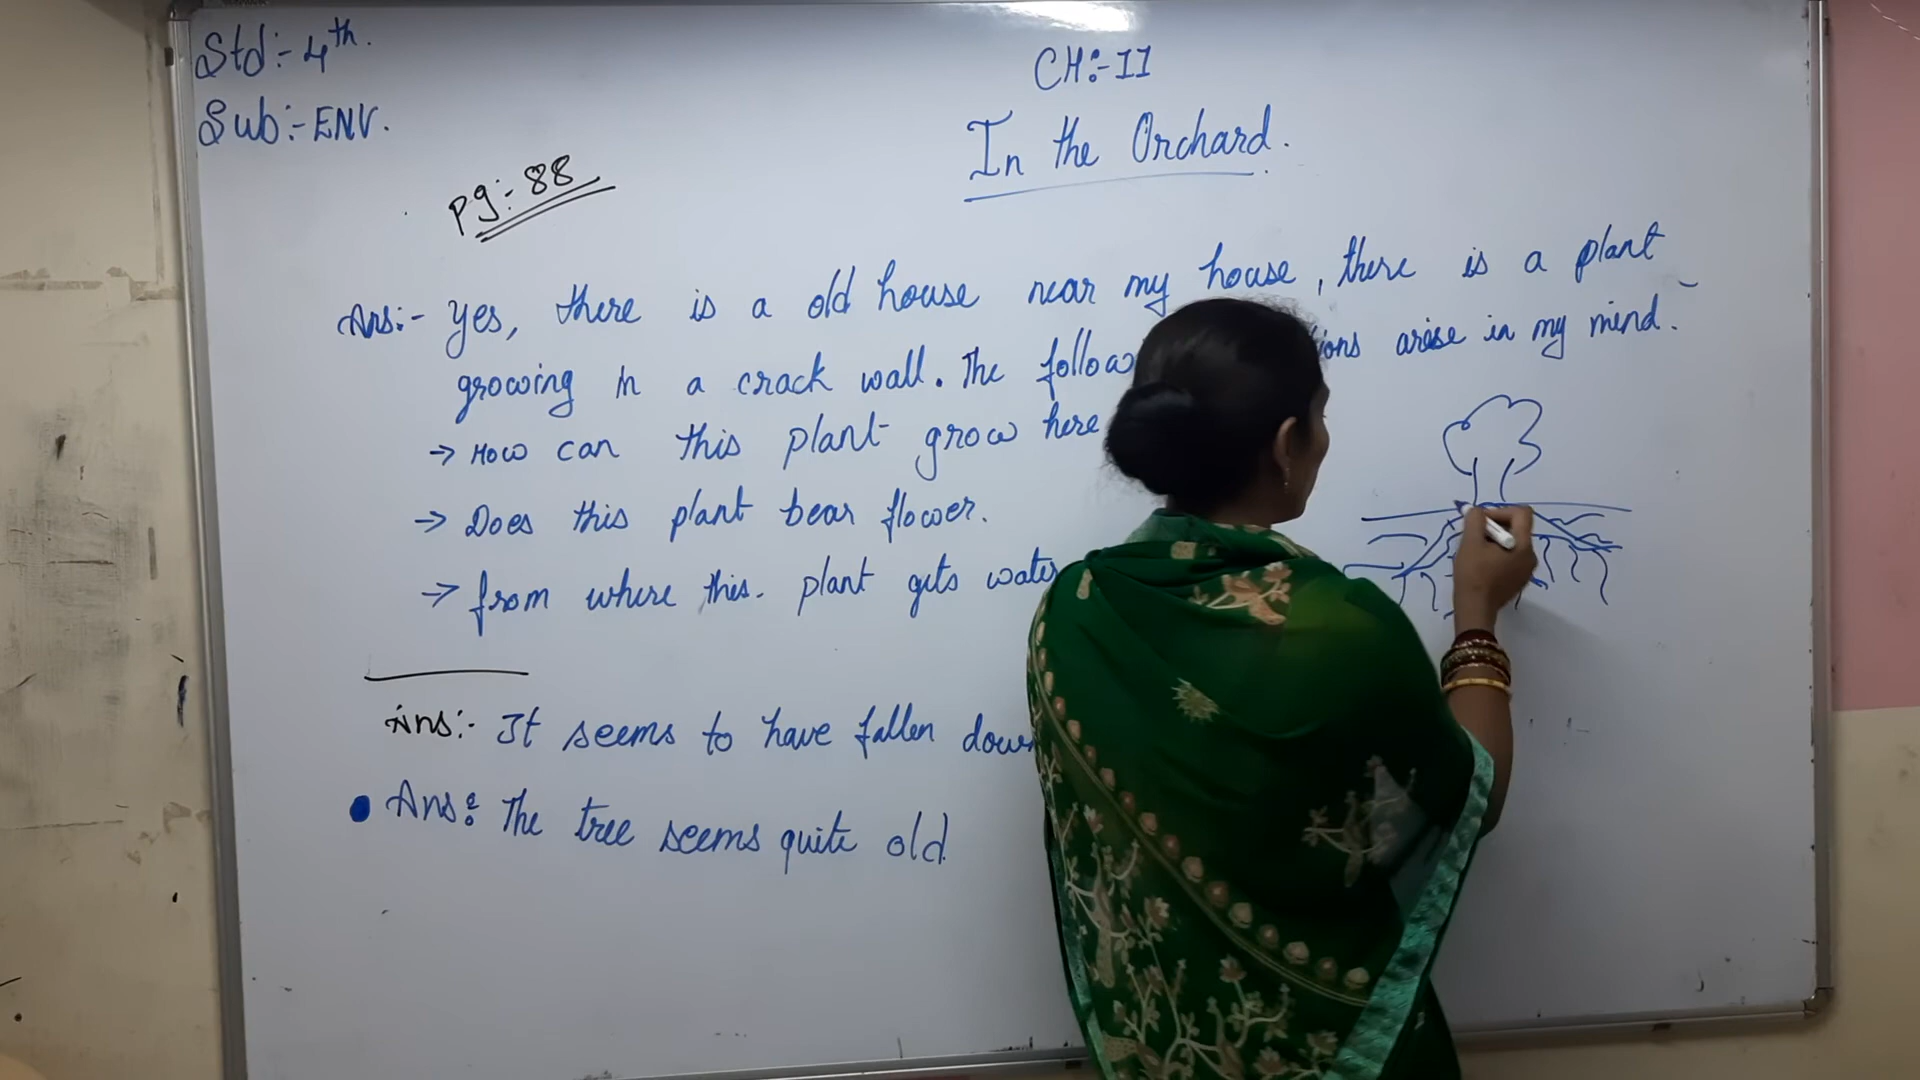 Std:- 4th.
Sub:- ENV.
CH:- II
In the Orchard.
pg:- 88
Ans:- Yes, there is a old house near my house, there is a plant
growing in a crack wall. The follow ions arise in my mind.
→ How can this plant grow here
→ Does this plant bear flower.
→ from where this. plant gets water
Ans:- It seems to have fallen down
• Ans: The tree seems quite old.